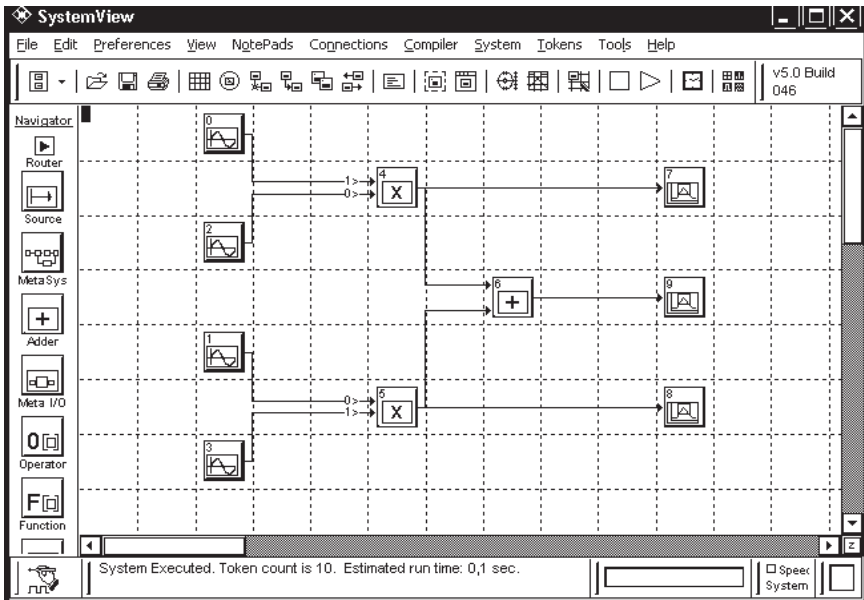 SystemView
File Edit Preferences View NotePads Connections Compiler System Tokens Tools Help
v5.0 Build
046
Navigator
Router
Source
MetaSys
Adder
Meta I/O
Operator
Function
0
2
1
3
1>
0>
4
X
0>
1>
5
X
6
+
7
9
8
z
System Executed. Token count is 10. Estimated run time: 0,1 sec.
Speed
System